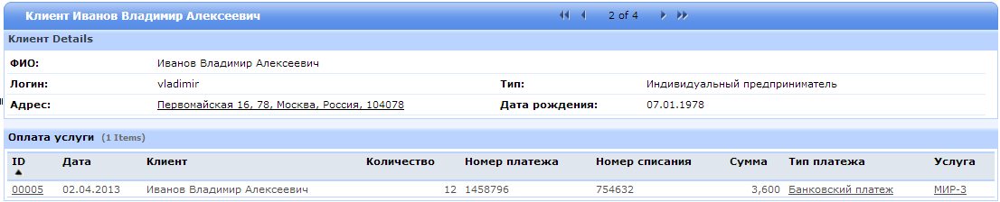 Клиент Иванов Владимир Алексеевич 2 of 4
Клиент Details
ФИО: Иванов Владимир Алексеевич
Логин: vladimir Тип: Индивидуальный предприниматель
Адрес: Первомайская 16, 78, Москва, Россия, 104078 Дата рождения: 07.01.1978
Оплата услуги (1 Items)
ID Дата Клиент Количество Номер платежа Номер списания Сумма Тип платежа Услуга
00005 02.04.2013 Иванов Владимир Алексеевич 12 1458796 754632 3,600 Банковский платеж МИР-3